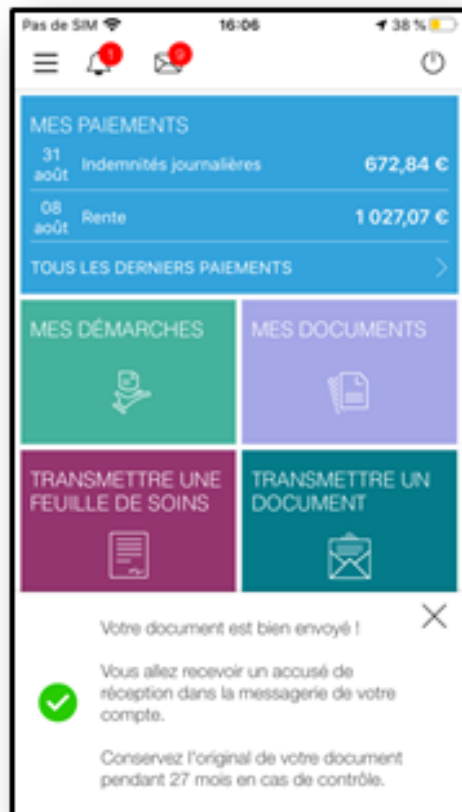 Pas de SIM 16:06 38 %
1 9
MES PAIEMENTS
31 août Indemnités journalières 672,84 €
08 août Rente 1 027,07 €
TOUS LES DERNIERS PAIEMENTS
MES DÉMARCHES
MES DOCUMENTS
TRANSMETTRE UNE
FEUILLE DE SOINS
TRANSMETTRE UN
DOCUMENT
Votre document est bien envoyé !
Vous allez recevoir un accusé de
réception dans la messagerie de votre
compte.
Conservez l'original de votre document
pendant 27 mois en cas de contrôle.